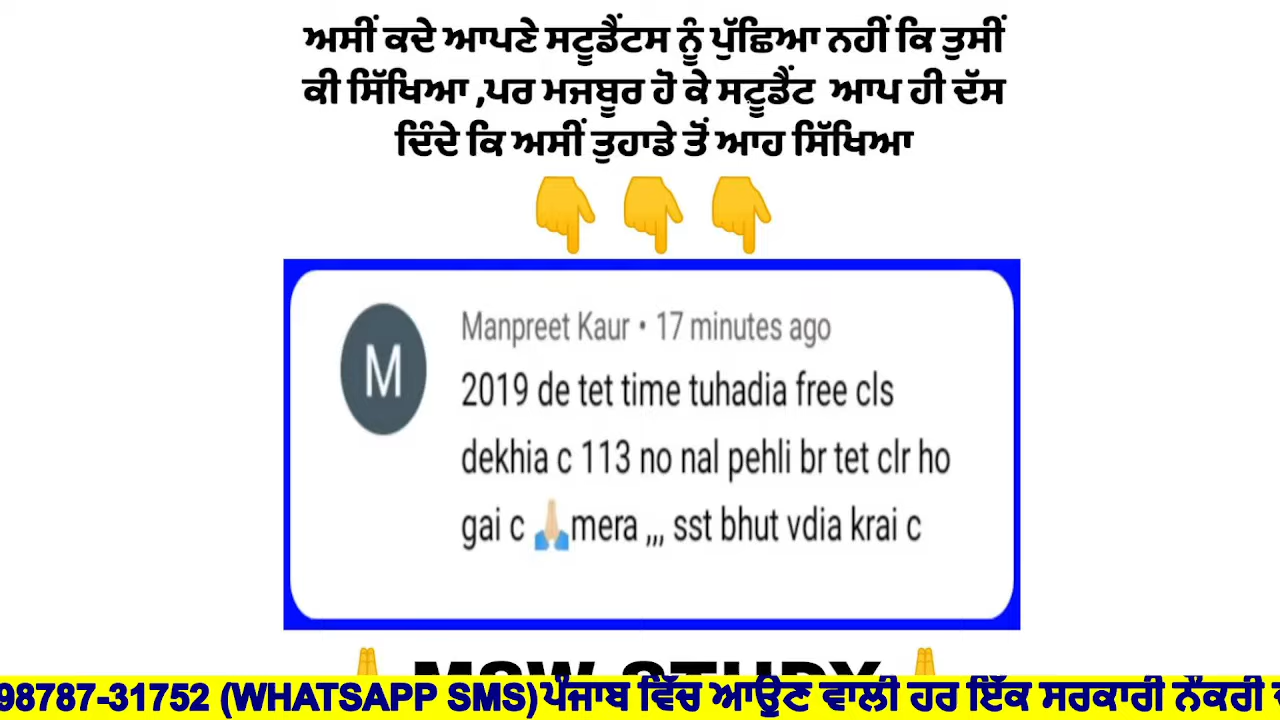 ਅਸੀਂ ਕਦੇ ਆਪਣੇ ਸਟੂਡੈਂਟਸ ਨੂੰ ਪੁੱਛਿਆ ਨਹੀਂ ਕਿ ਤੁਸੀਂ
ਕੀ ਸਿੱਖਿਆ ,ਪਰ ਮਜਬੂਰ ਹੋ ਕੇ ਸਟੂਡੈਂਟ ਆਪ ਹੀ ਦੱਸ
ਦਿੰਦੇ ਕਿ ਅਸੀਂ ਤੁਹਾਡੇ ਤੋਂ ਆਹ ਸਿੱਖਿਆ
👇 👇 👇
M
Manpreet Kaur • 17 minutes ago
2019 de tet time tuhadia free cls
dekhia c 113 no nal pehli br tet clr ho
gai c 🙏🏼mera ,,, sst bhut vdia krai c
MSW STUDY
98787-31752 (WHATSAPP SMS) ਪੰਜਾਬ ਵਿੱਚ ਆਉਣ ਵਾਲੀ ਹਰ ਇੱਕ ਸਰਕਾਰੀ ਨੌਕਰੀ